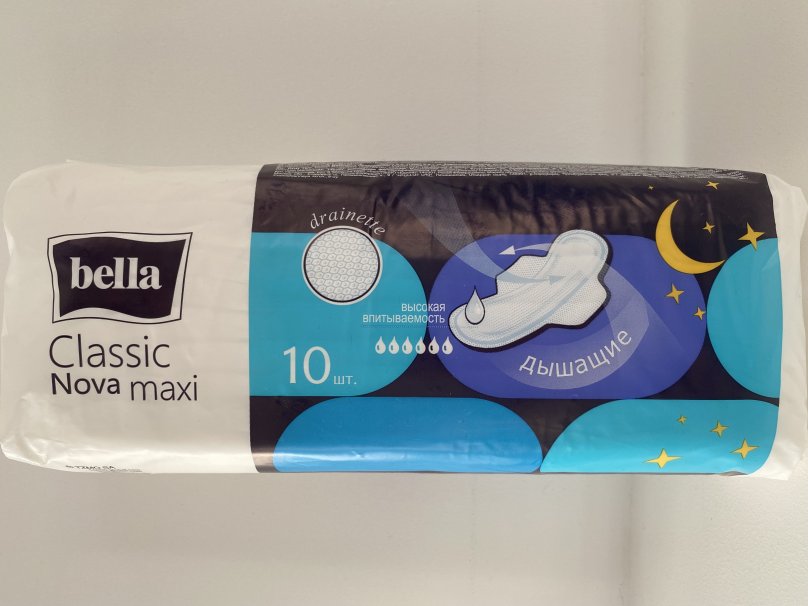 bella
Classic
Nova maxi
drainette
высокая
впитываемость
10 шт.
дышащие